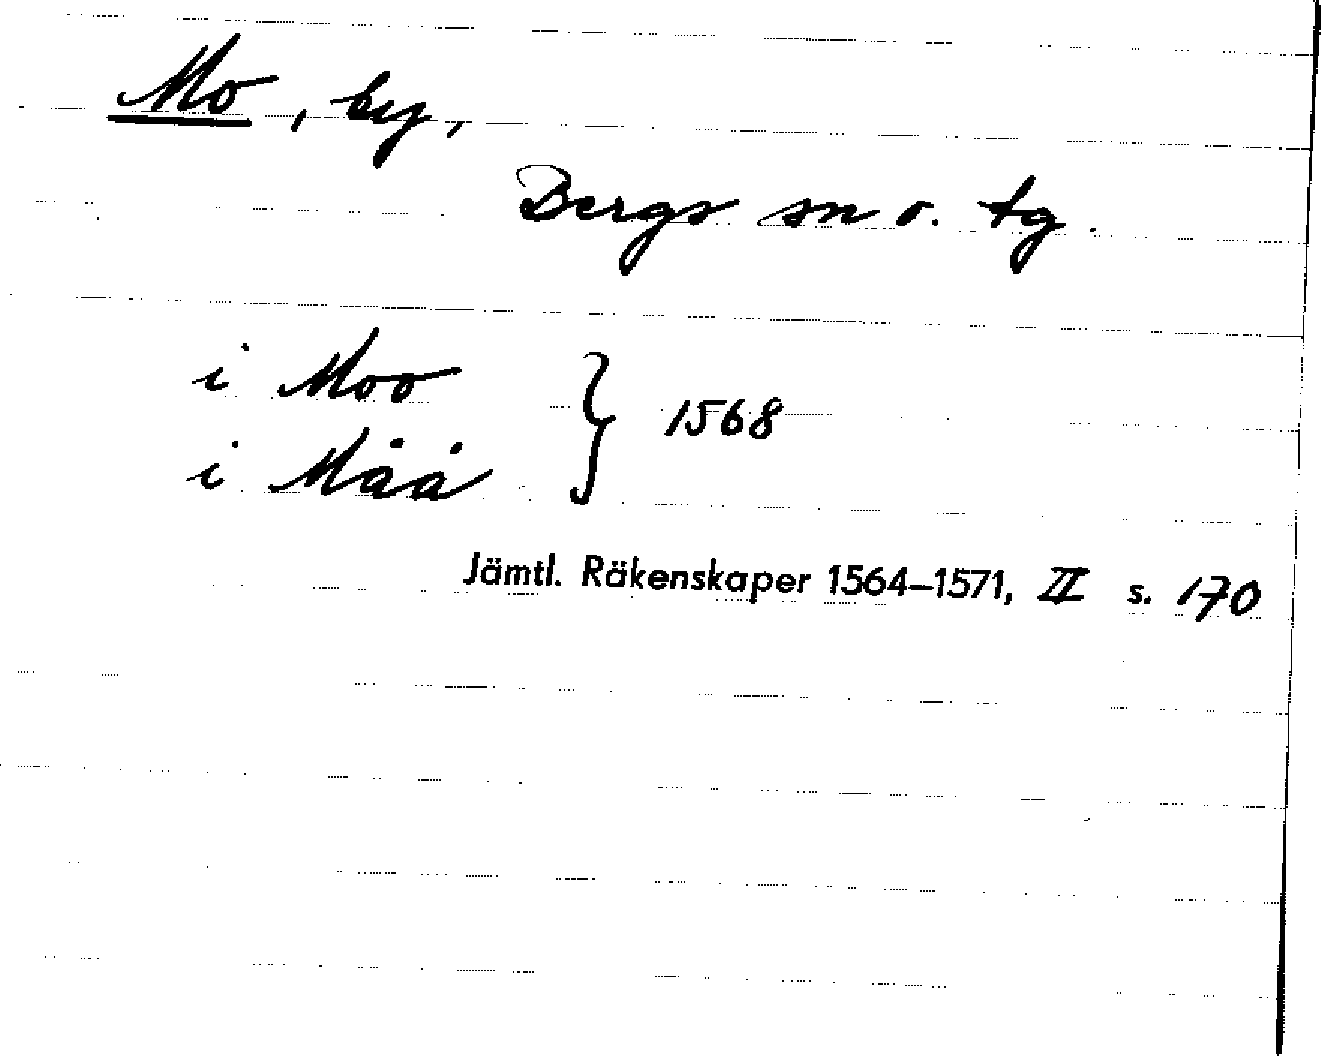 Mo, by,
Bergs sn o. tg.
i Moo
i Måå } 1568
Jämtl. Räkenskaper 1564–1571, II s. 170